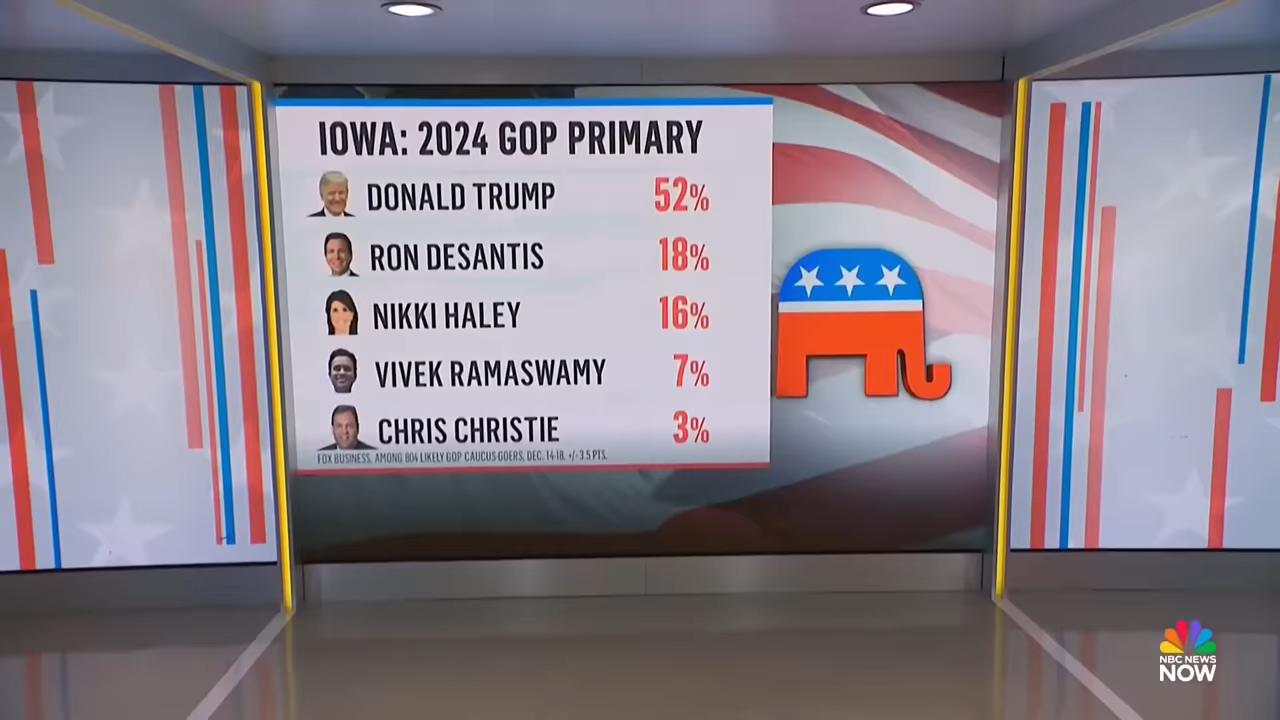 IOWA: 2024 GOP PRIMARY
DONALD TRUMP 52%
RON DESANTIS 18%
NIKKI HALEY 16%
VIVEK RAMASWAMY 7%
CHRIS CHRISTIE 3%
FOX BUSINESS. AMONG 804 LIKELY GOP CAUCUS-GOERS, DEC. 14-18. +/-3.5 PTS.
NBC NEWS
NOW